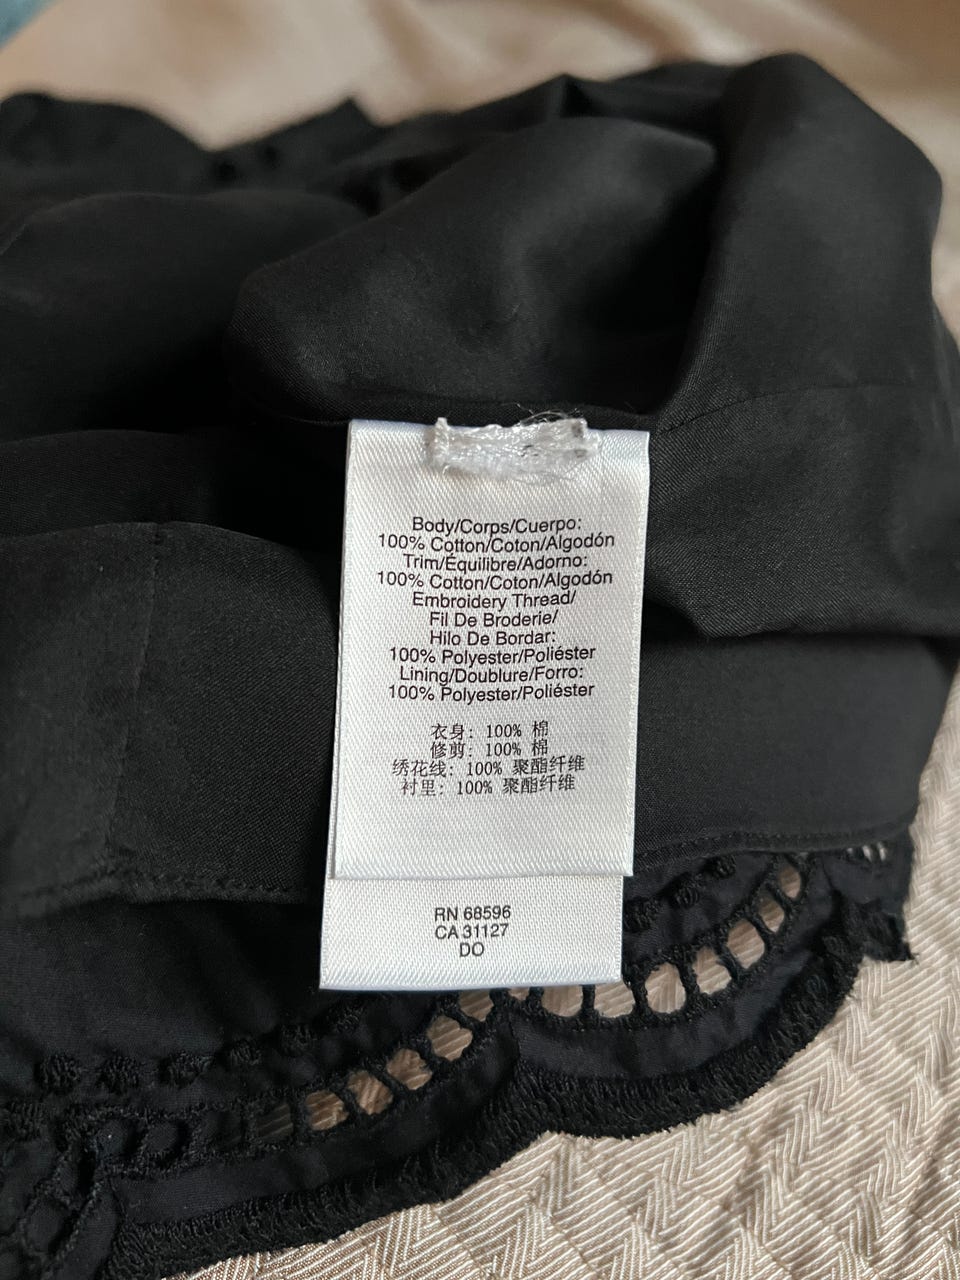 Body/Corps/Cuerpo:
100% Cotton/Coton/Algodón
Trim/Équilibre/Adorno:
100% Cotton/Coton/Algodón
Embroidery Thread/
Fil De Broderie/
Hilo De Bordar:
100% Polyester/Poliéster
Lining/Doublure/Forro:
100% Polyester/Poliéster
衣身: 100% 棉
修剪: 100% 棉
绣花线: 100% 聚酯纤维
衬里: 100% 聚酯纤维
RN 68596
CA 31127
DO